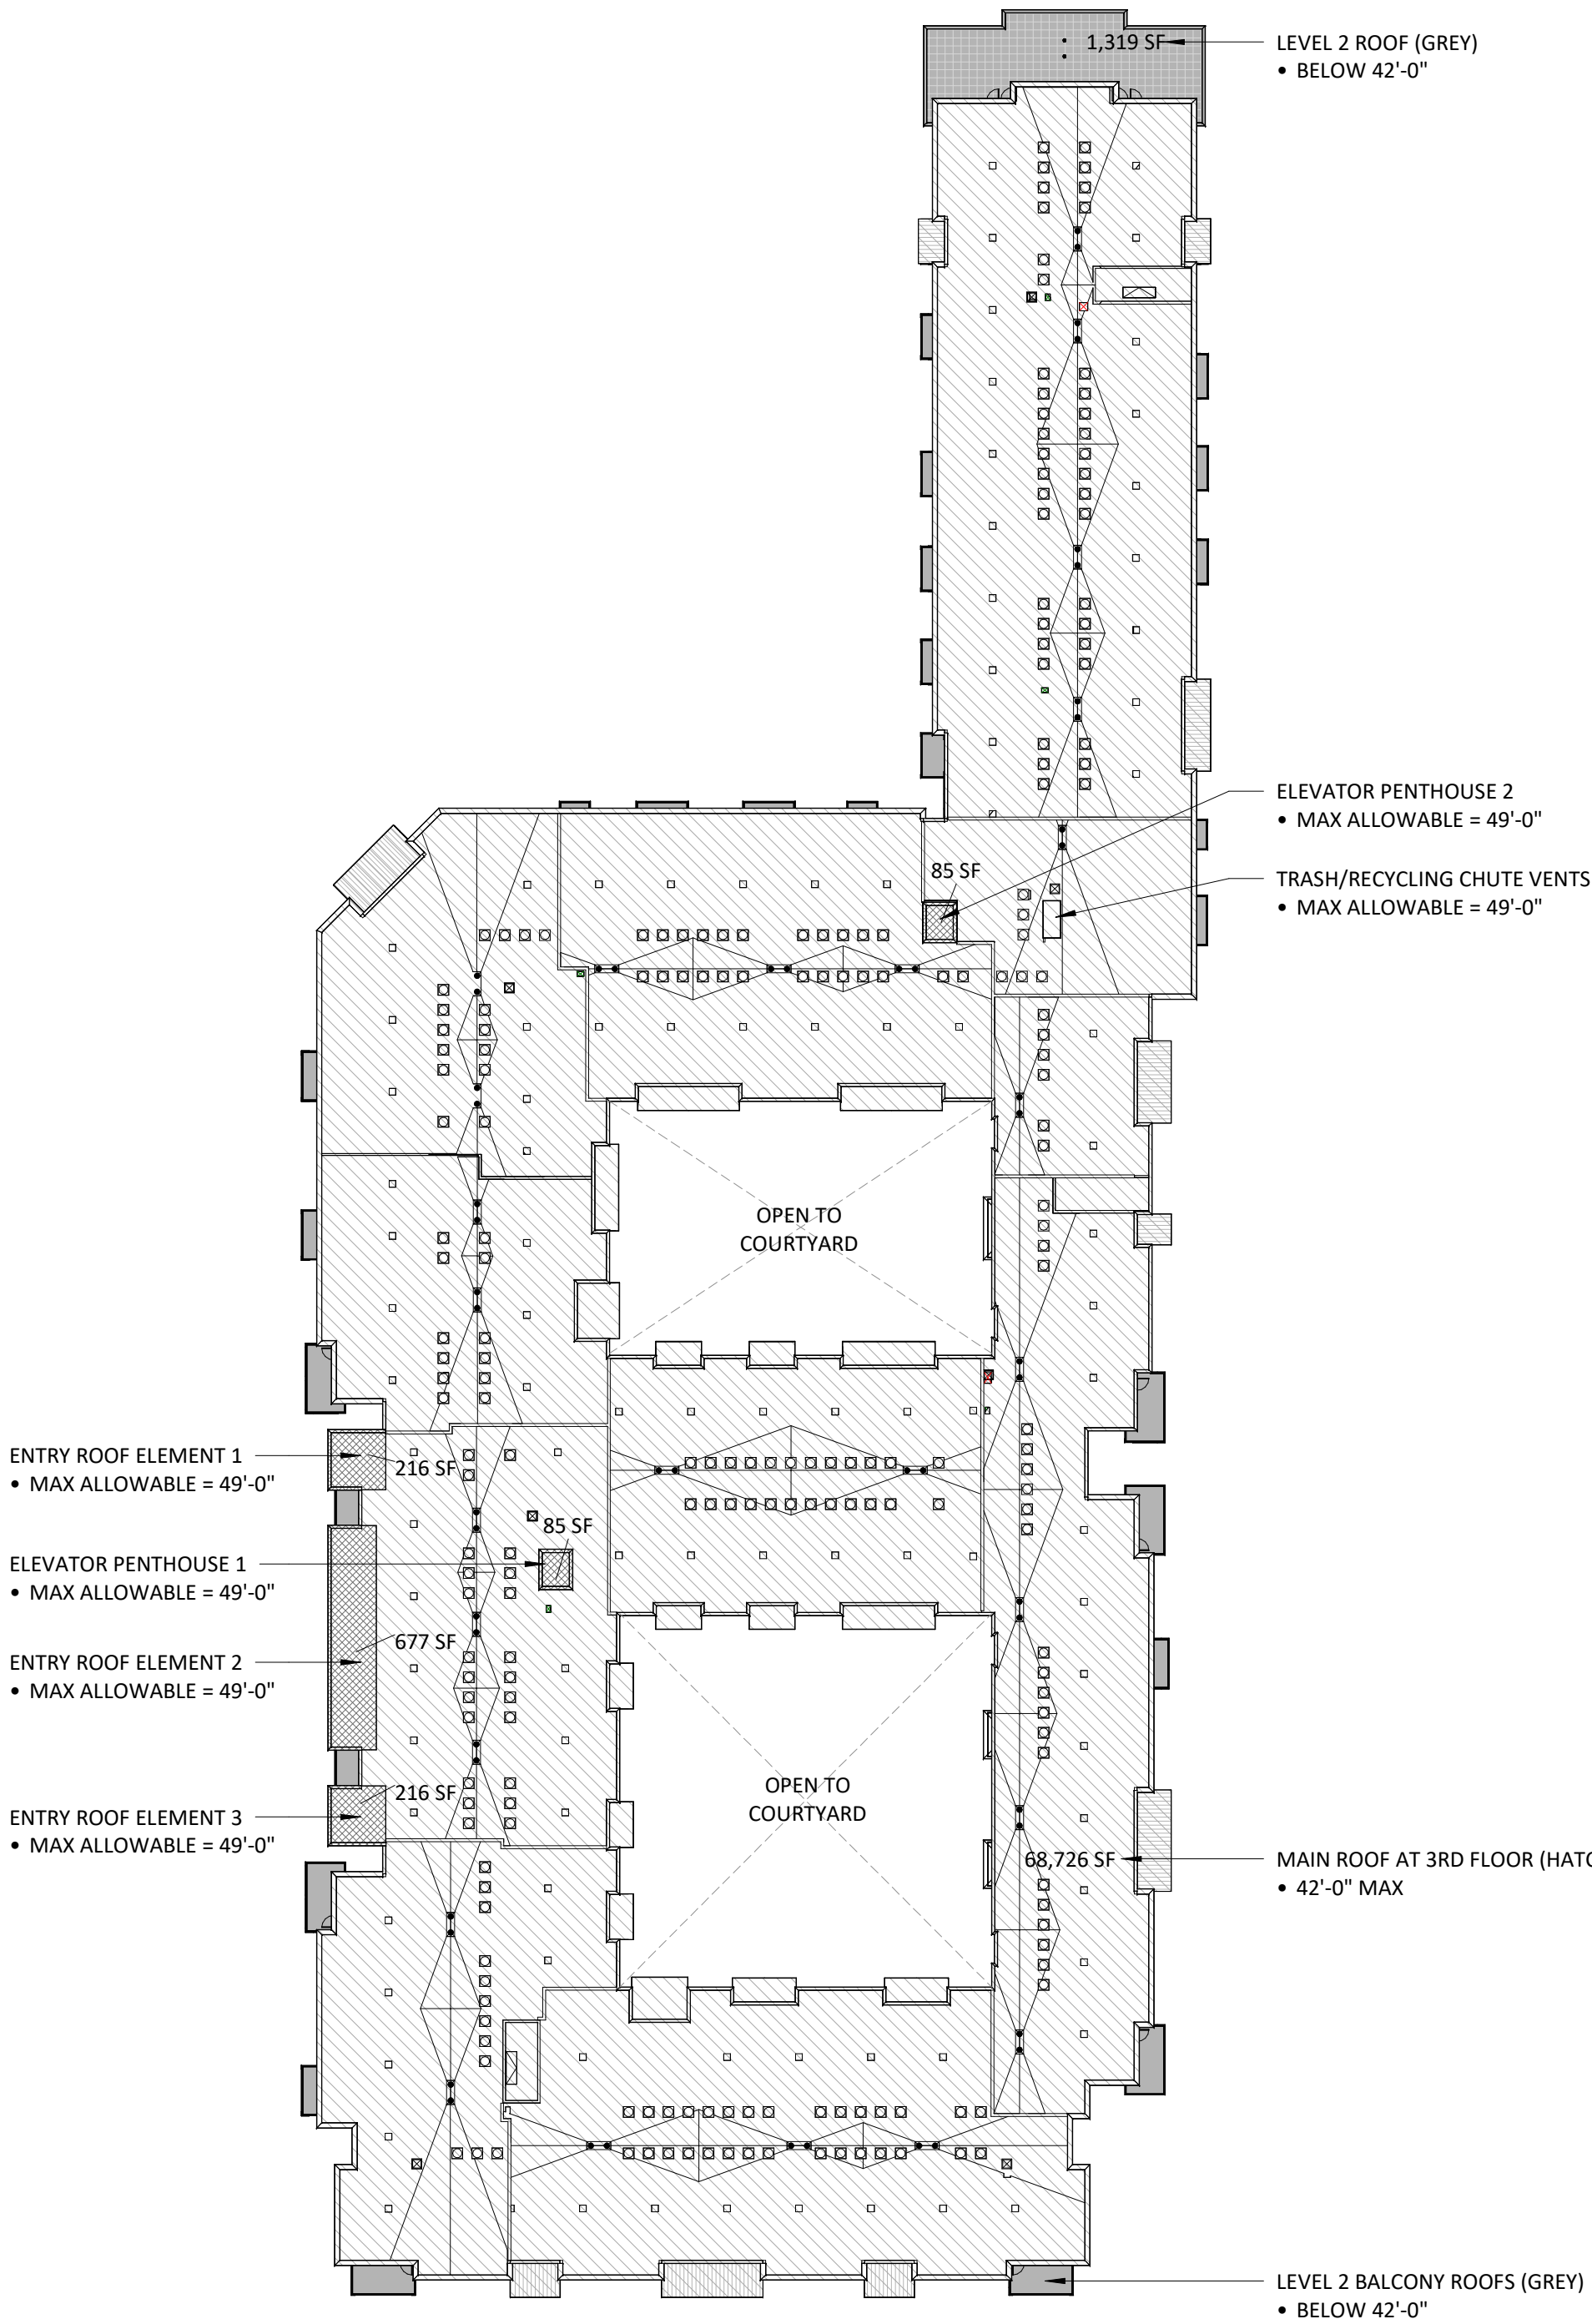 1,319 SF
LEVEL 2 ROOF (GREY)
• BELOW 42'-0"
ELEVATOR PENTHOUSE 2
• MAX ALLOWABLE = 49'-0"
85 SF
TRASH/RECYCLING CHUTE VENTS
• MAX ALLOWABLE = 49'-0"
OPEN TO
COURTYARD
ENTRY ROOF ELEMENT 1
• MAX ALLOWABLE = 49'-0"
216 SF
85 SF
ELEVATOR PENTHOUSE 1
• MAX ALLOWABLE = 49'-0"
677 SF
ENTRY ROOF ELEMENT 2
• MAX ALLOWABLE = 49'-0"
216 SF
OPEN TO
COURTYARD
ENTRY ROOF ELEMENT 3
• MAX ALLOWABLE = 49'-0"
68,726 SF
MAIN ROOF AT 3RD FLOOR
• 42'-0" MAX
LEVEL 2 BALCONY ROOFS (GREY)
• BELOW 42'-0"